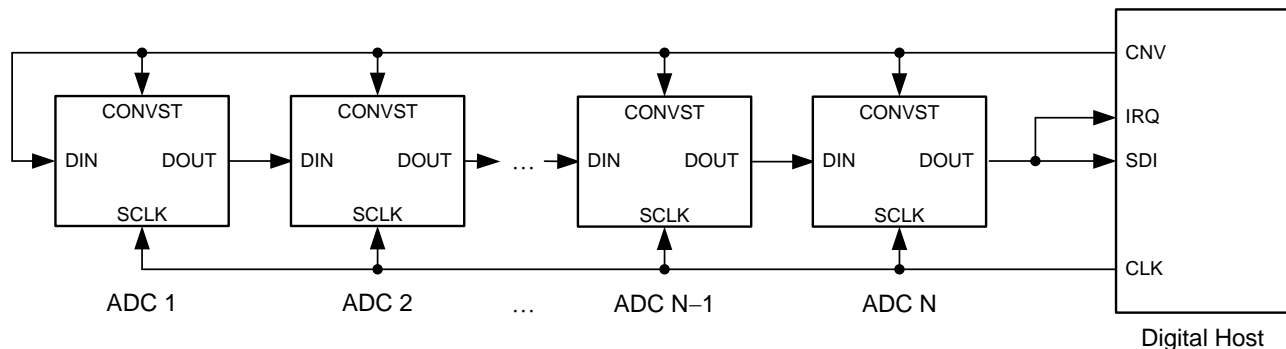 CNV
CONVST CONVST CONVST CONVST
IRQ
DIN DOUT DIN DOUT ... DIN DOUT DIN DOUT SDI
SCLK SCLK SCLK SCLK
CLK
ADC 1 ADC 2 ... ADC N−1 ADC N
Digital Host